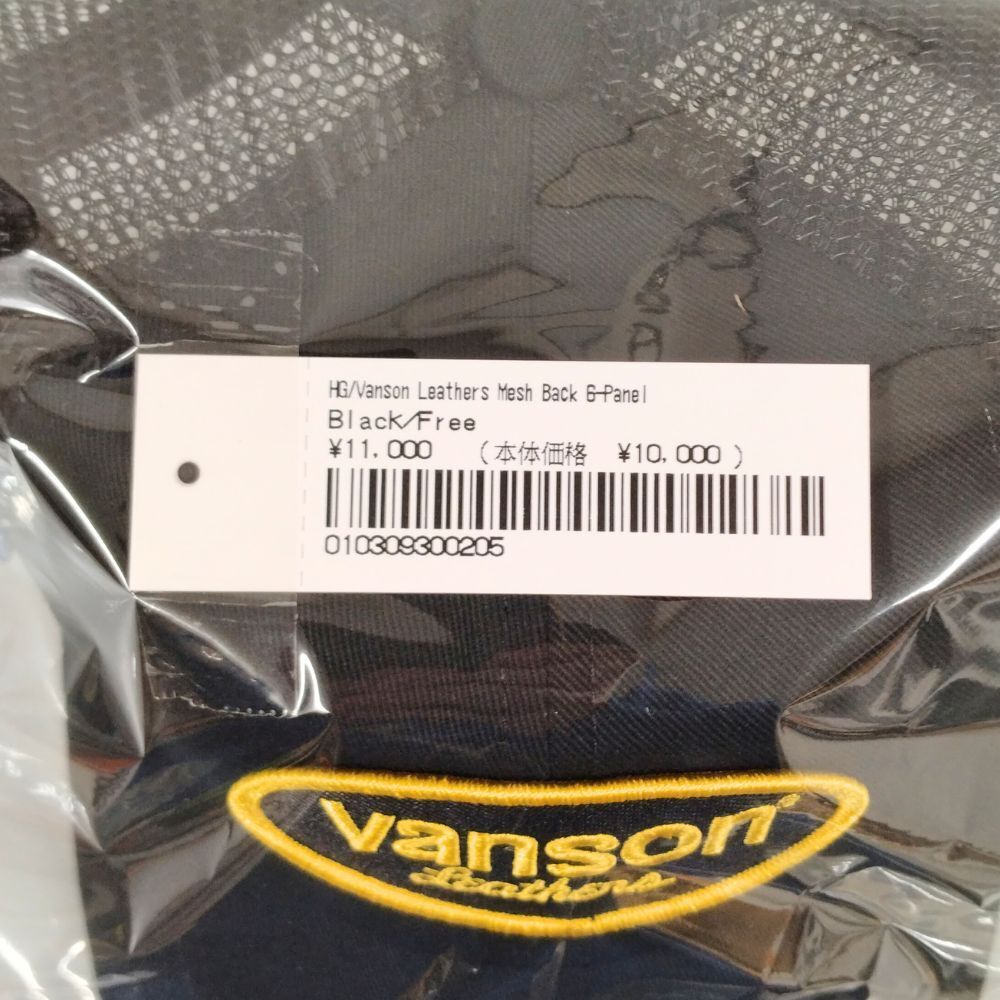 HG/Vanson Leathers Mesh Back 6-Panel
Black/Free
¥11,000 (本体価格 ¥10,000)
010309300205
vanson
Leathers